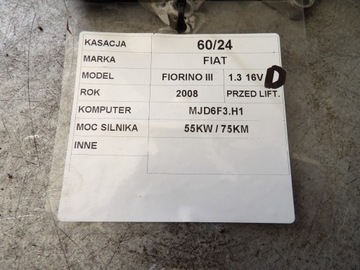 KASACJA 60/24
MARKA FIAT
MODEL FIORINO III 1.3 16V D
ROK 2008 PRZED LIFT.
KOMPUTER MJD6F3.H1
MOC SILNIKA 55KW / 75KM
INNE